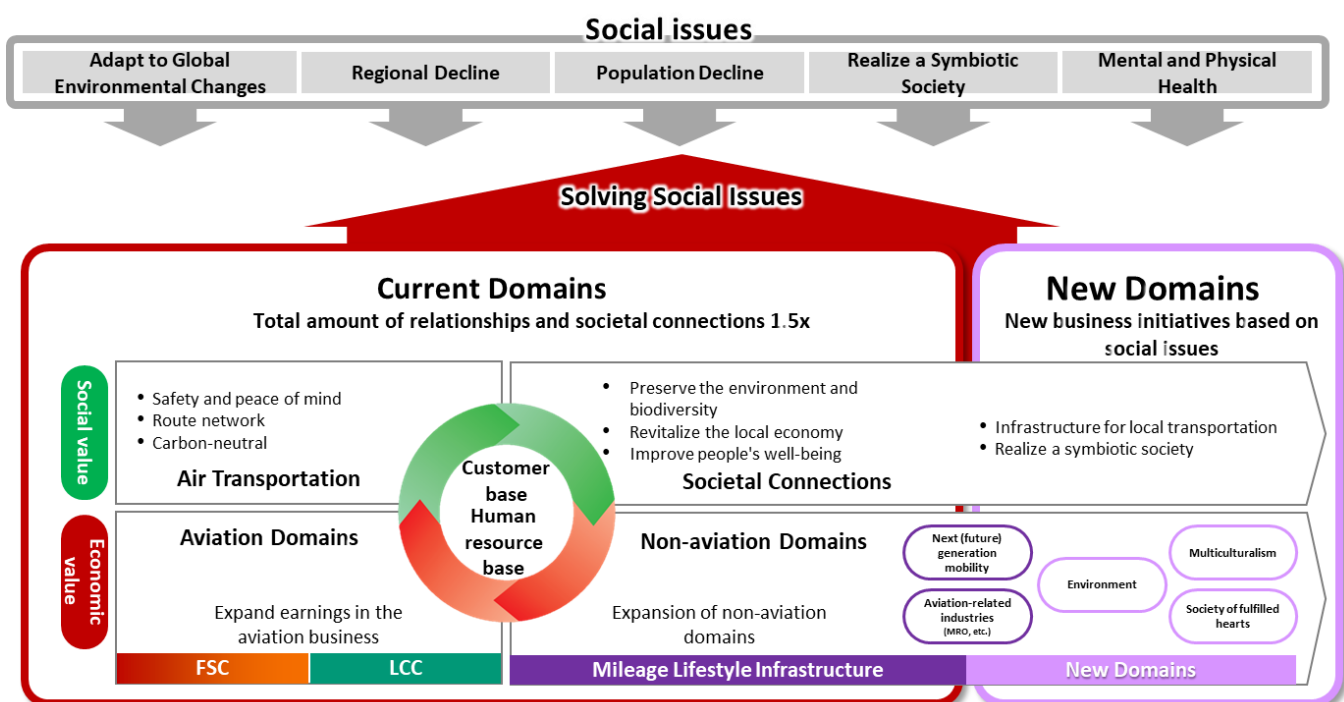 Social issues
Adapt to Global
Environmental Changes
Regional Decline
Population Decline
Realize a Symbiotic
Society
Mental and Physical
Health
Solving Social Issues
Current Domains
Total amount of relationships and societal connections 1.5x
New Domains
New business initiatives based on
social issues
Social value
• Safety and peace of mind
• Route network
• Carbon-neutral
Air Transportation
• Preserve the environment and
biodiversity
• Revitalize the local economy
• Improve people's well-being
Societal Connections
• Infrastructure for local transportation
• Realize a symbiotic society
Customer
base
Human
resource
base
Economic
value
Aviation Domains
Expand earnings in the
aviation business
FSC
LCC
Non-aviation Domains
Expansion of non-aviation
domains
Next (future)
generation
mobility
Aviation-related
industries
(MRO, etc.)
Environment
Multiculturalism
Society of fulfilled
hearts
Mileage Lifestyle Infrastructure
New Domains